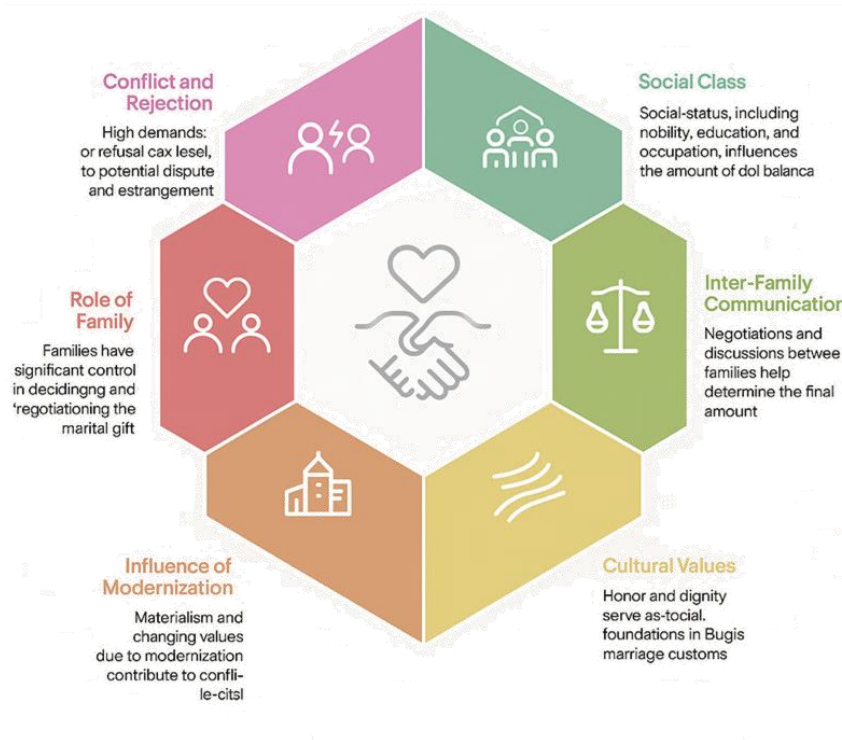 Conflict and
Rejection
High demands:
or refusal cax lesel,
to potential dispute
and estrangement
Social Class
Social-status, including
nobility, education, and
occupation, influences
the amount of dol balanca
Role of
Family
Families have
significant control
in decidingng and
'regotiationing the
marital gift
Inter-Family
Communication
Negotiations and
discussions betwee
families help
determine the final
amount
Influence of
Modernization
Materialism and
changing values
due to modernization
contribute to confli-
le-citsl
Cultural Values
Honor and dignity
serve as-tocial.
foundations in Bugis
marriage customs